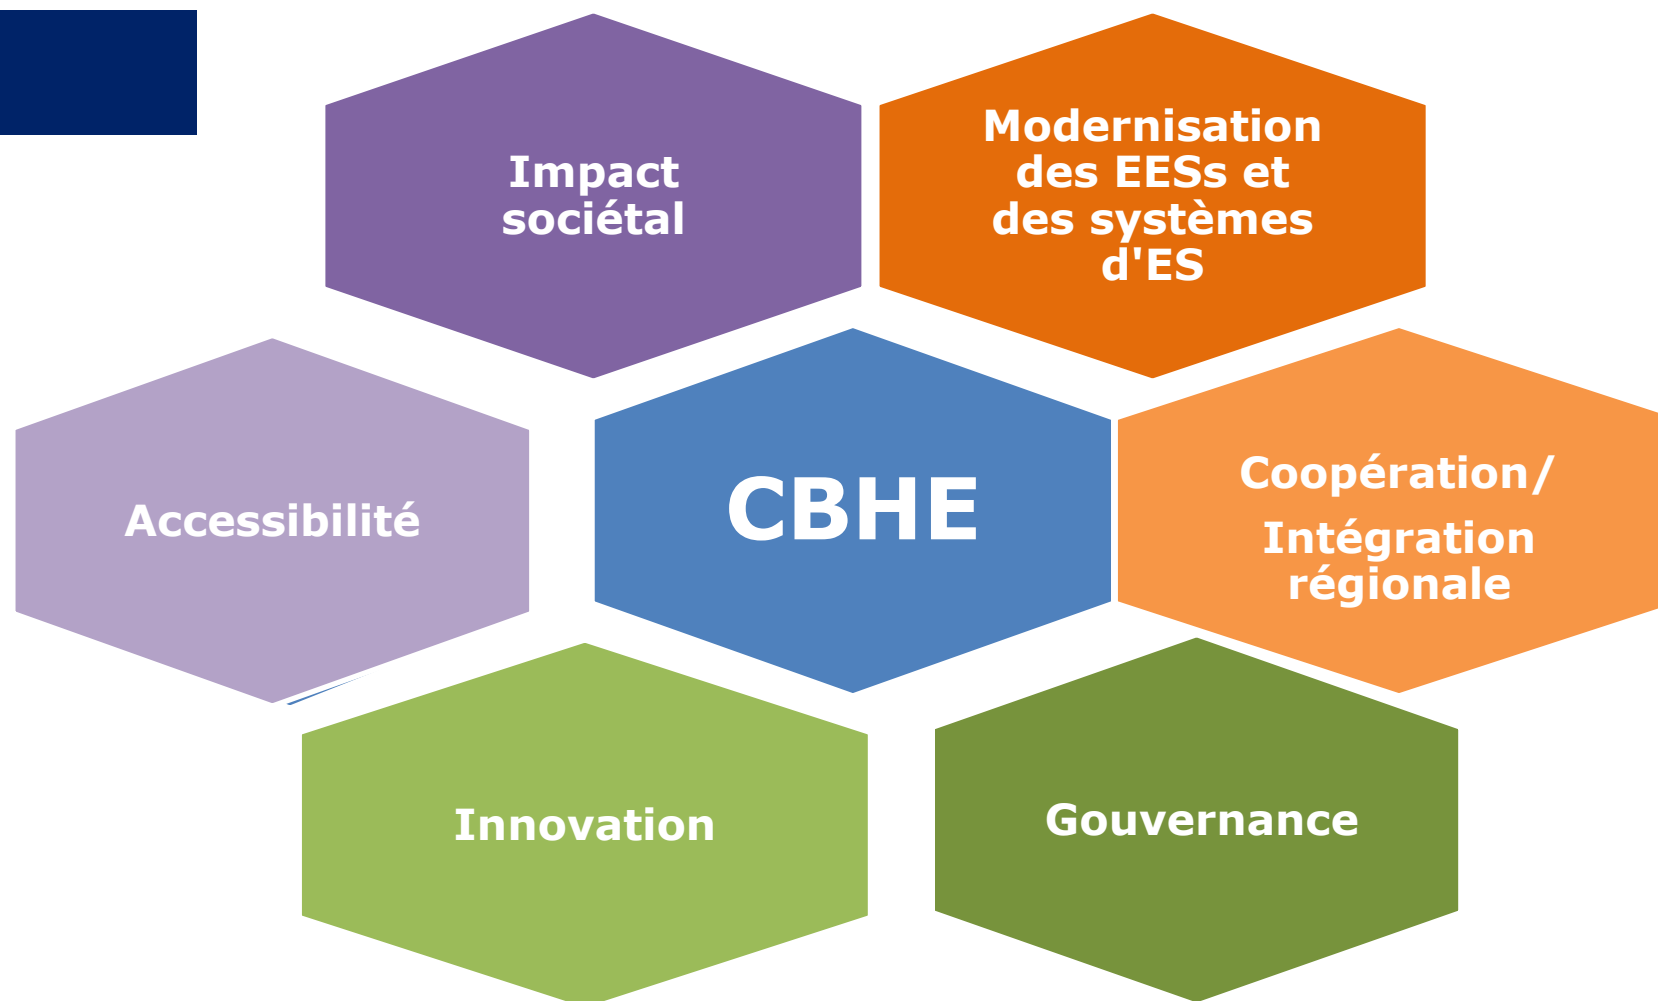 Impact
sociétal
Modernisation
des EESs et
des systèmes
d'ES
Accessibilité
CBHE
Coopération/
Intégration
régionale
Innovation
Gouvernance